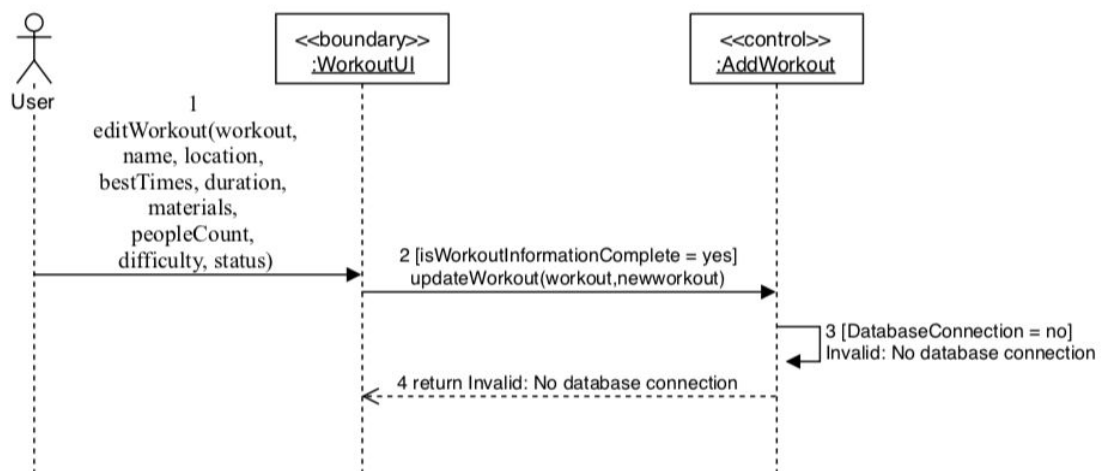 <<boundary>>
:WorkoutUI
<<control>>
:AddWorkout
User
1
editWorkout(workout,
name, location,
bestTimes, duration,
materials,
peopleCount,
difficulty, status)
2 [isWorkoutInformationComplete = yes]
updateWorkout(workout,newworkout)
3 [DatabaseConnection = no]
Invalid: No database connection
4 return Invalid: No database connection